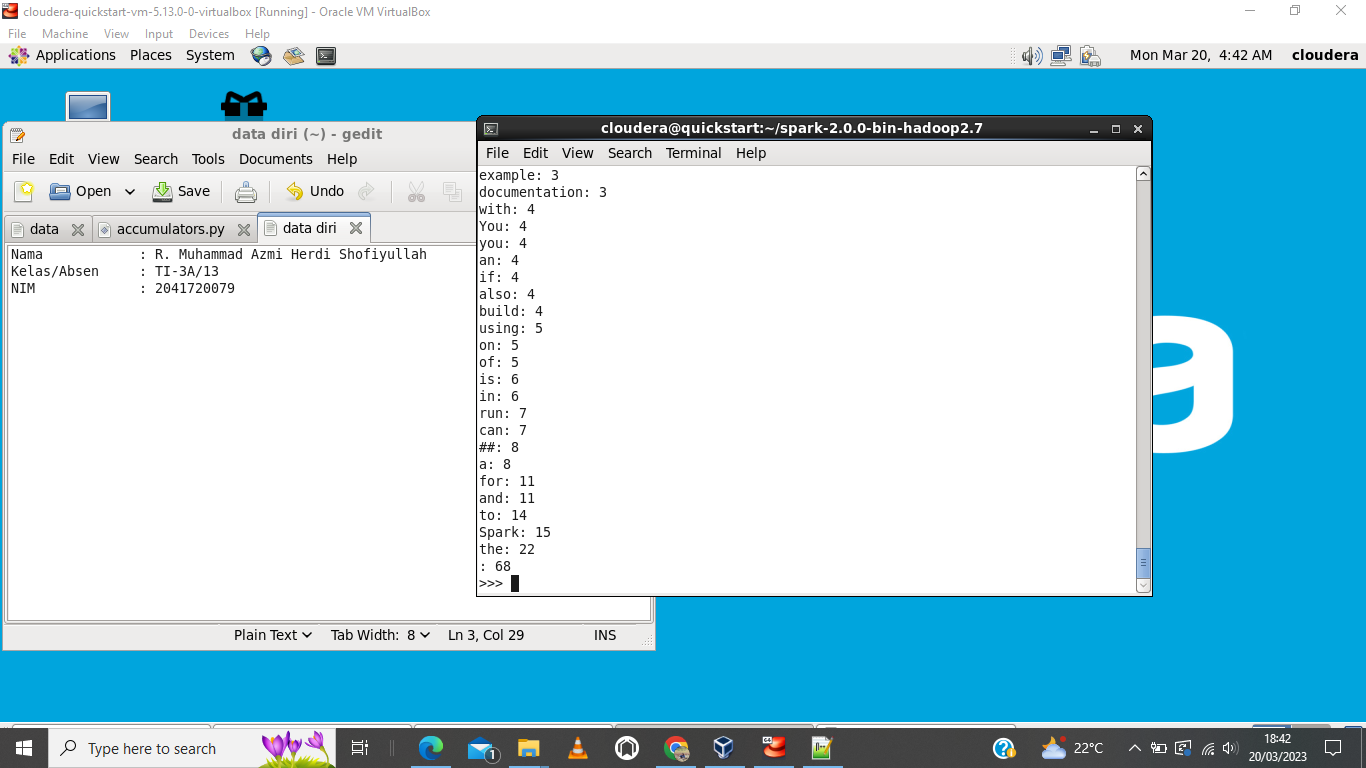 cloudera-quickstart-vm-5.13.0-0-virtualbox [Running] - Oracle VM VirtualBox
File Machine View Input Devices Help
Applications Places System Mon Mar 20, 4:42 AM cloudera
data diri (~) - gedit
File Edit View Search Tools Documents Help
Open Save Undo
data accumulators.py data diri
Nama : R. Muhammad Azmi Herdi Shofiyullah
Kelas/Absen : TI-3A/13
NIM : 2041720079
Plain Text Tab Width: 8 Ln 3, Col 29 INS
cloudera@quickstart:~/spark-2.0.0-bin-hadoop2.7
File Edit View Search Terminal Help
example: 3
documentation: 3
with: 4
You: 4
you: 4
an: 4
if: 4
also: 4
build: 4
using: 5
on: 5
of: 5
is: 6
in: 6
run: 7
can: 7
##: 8
a: 8
for: 11
and: 11
to: 14
Spark: 15
the: 22
: 68
>>>
a
Type here to search 1 22°C 18:42
20/03/2023